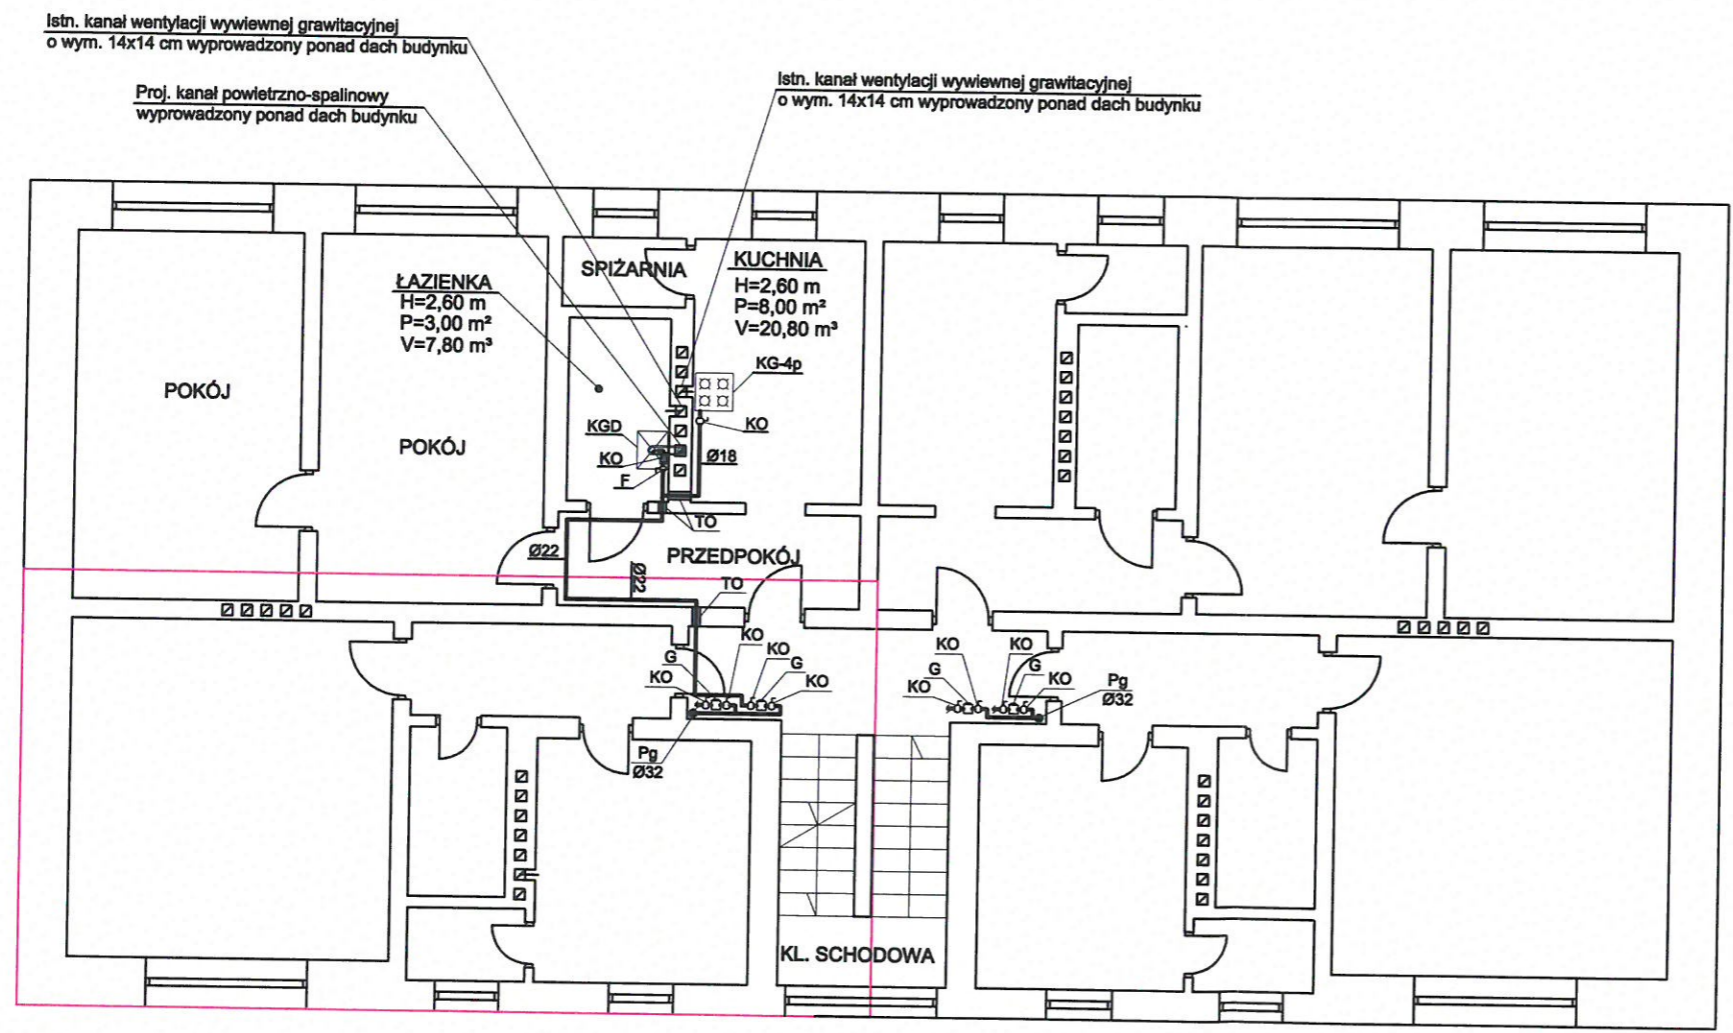 Istn. kanał wentylacji wywiewnej grawitacyjnej
o wym. 14x14 cm wyprowadzony ponad dach budynku
Proj. kanał powietrzno-spalinowy
wyprowadzony ponad dach budynku
Istn. kanał wentylacji wywiewnej grawitacyjnej
o wym. 14x14 cm wyprowadzony ponad dach budynku
ŁAZIENKA
H=2,60 m
P=3,00 m²
V=7,80 m³
SPIŻARNIA
KUCHNIA
H=2,60 m
P=8,00 m²
V=20,80 m³
KG-4p
POKÓJ
POKÓJ
KGD
KO
KO
F
Ø18
TO
Ø22
PRZEDPOKÓJ
Ø22
TO
KO
G
KO
KO
G
KO
KO
G
KO
KO
G
KO
Pg
Ø32
Pg
Ø32
KL. SCHODOWA